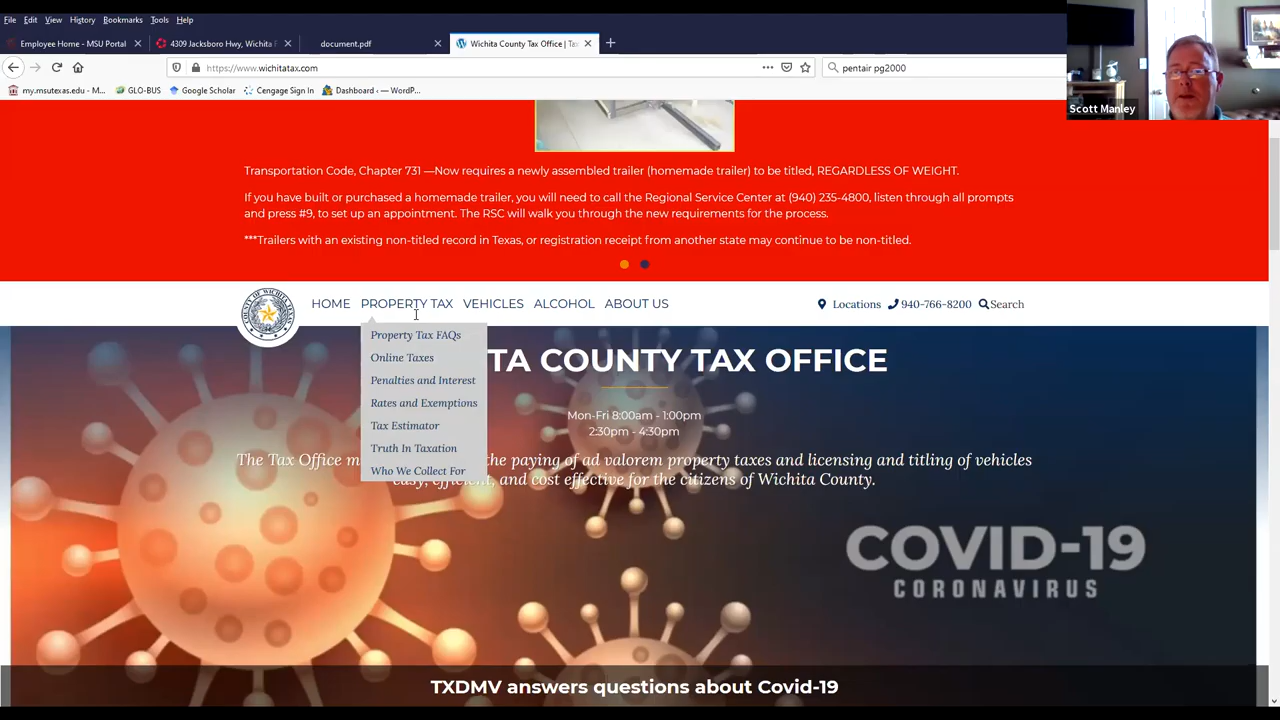 File Edit View History Bookmarks Tools Help
Employee Home - MSU Portal
4309 Jacksboro Hwy, Wichita F
document.pdf
Wichita County Tax Office | Tax
https://www.wichitatax.com
pentair pg2000
my.msutexas.edu - M...
GLO-BUS
Google Scholar
Cengage Sign In
Dashboard ‹ — WordP...
Scott Manley
Transportation Code, Chapter 731 —Now requires a newly assembled trailer (homemade trailer) to be titled, REGARDLESS OF WEIGHT.
If you have built or purchased a homemade trailer, you will need to call the Regional Service Center at (940) 235-4800, listen through all prompts
and press #9, to set up an appointment. The RSC will walk you through the new requirements for the process.
***Trailers with an existing non-titled record in Texas, or registration receipt from another state may continue to be non-titled.
HOME PROPERTY TAX VEHICLES ALCOHOL ABOUT US
Locations 940-766-8200 Search
Property Tax FAQs
Online Taxes
Penalties and Interest
Rates and Exemptions
Tax Estimator
Truth In Taxation
Who We Collect For
TA COUNTY TAX OFFICE
Mon-Fri 8:00am - 1:00pm
2:30pm - 4:30pm
The Tax Office m the paying of ad valorem property taxes and licensing and titling of vehicles
easy, efficient, and cost effective for the citizens of Wichita County.
COVID-19
CORONAVIRUS
TXDMV answers questions about Covid-19